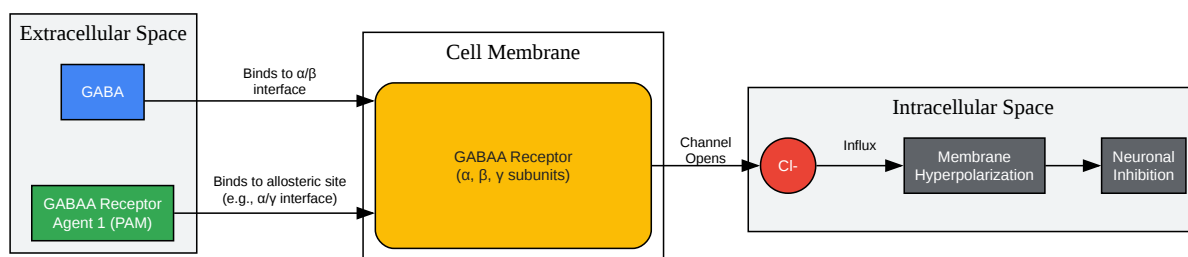 Extracellular Space
GABA
GABAA Receptor
Agent 1 (PAM)
Binds to α/β
interface
Binds to allosteric site
(e.g., α/γ interface)
Cell Membrane
GABAA Receptor
(α, β, γ subunits)
Channel
Opens
Intracellular Space
Cl-
Influx
Membrane
Hyperpolarization
Neuronal
Inhibition